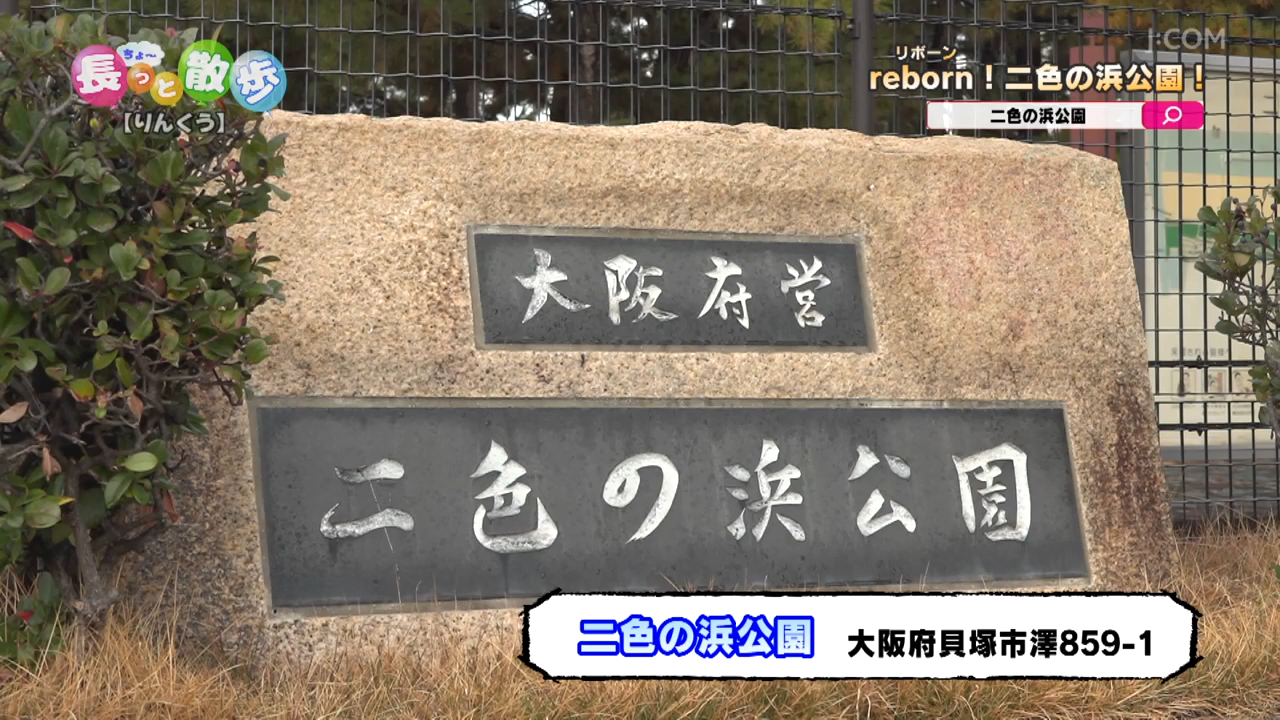 ちょ〜
長っと散歩
【りんくう】
J:COM
リボーン
reborn!二色の浜公園!
二色の浜公園
大阪府営
二色の浜公園
二色の浜公園 大阪府貝塚市澤859-1